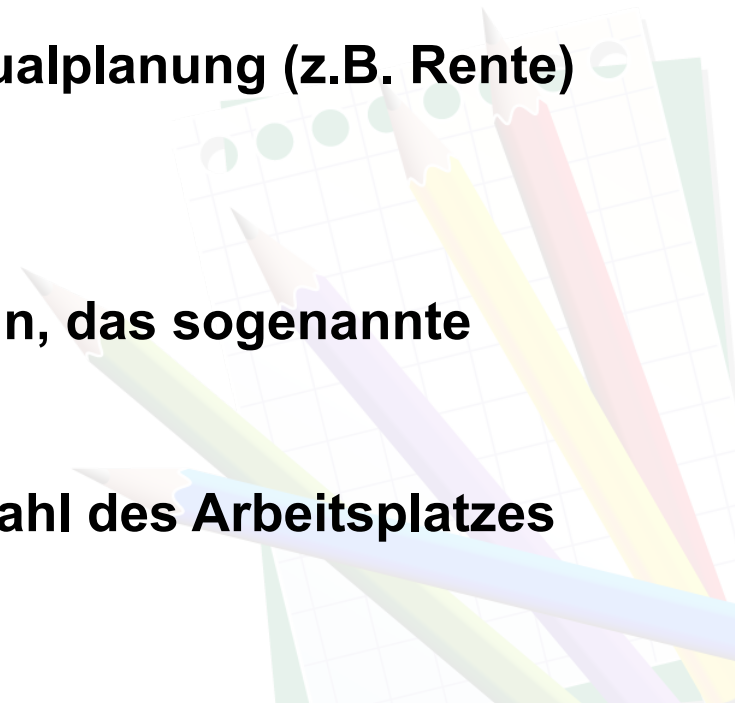 ualplanung (z.B. Rente)
n, das sogenannte
ahl des Arbeitsplatzes